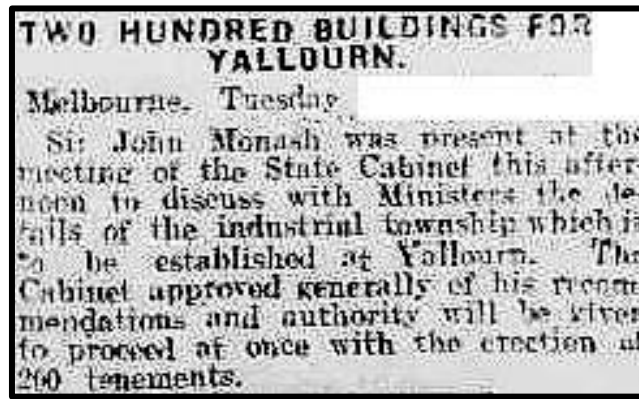 TWO HUNDRED BUILDINGS FOR
YALLOURN.
Melbourne, Tuesday
Sir John Monash was present at the
meeting of the State Cabinet this after
noon to discuss with Ministers the de
tails of the industrial township which is
to be established at Yallourn. The
Cabinet approved generally of his recom
mendations and authority will be given
to proceed at once with the erection of
200 tenements.